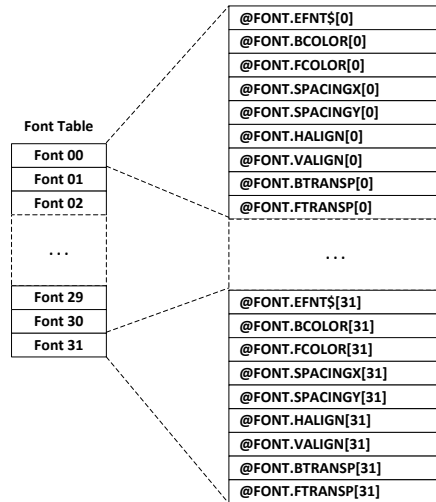 Font Table
Font 00
Font 01
Font 02
. . .
Font 29
Font 30
Font 31
@FONT.EFNT$[0]
@FONT.BCOLOR[0]
@FONT.FCOLOR[0]
@FONT.SPACINGX[0]
@FONT.SPACINGY[0]
@FONT.HALIGN[0]
@FONT.VALIGN[0]
@FONT.BTRANSP[0]
@FONT.FTRANSP[0]
. . .
@FONT.EFNT$[31]
@FONT.BCOLOR[31]
@FONT.FCOLOR[31]
@FONT.SPACINGX[31]
@FONT.SPACINGY[31]
@FONT.HALIGN[31]
@FONT.VALIGN[31]
@FONT.BTRANSP[31]
@FONT.FTRANSP[31]